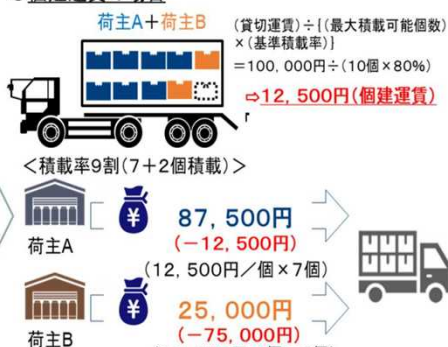 荷主A+荷主B
(貸切運賃)÷{(最大積載可能個数)
×(基準積載率)}
=100,000円÷(10個×80%)
⇨12,500円(個建運賃)
<積載率9割(7+2個積載)>
¥
87,500円
(-12,500円)
荷主A
(12,500円/個×7個)
¥
25,000円
(-75,000円)
荷主B